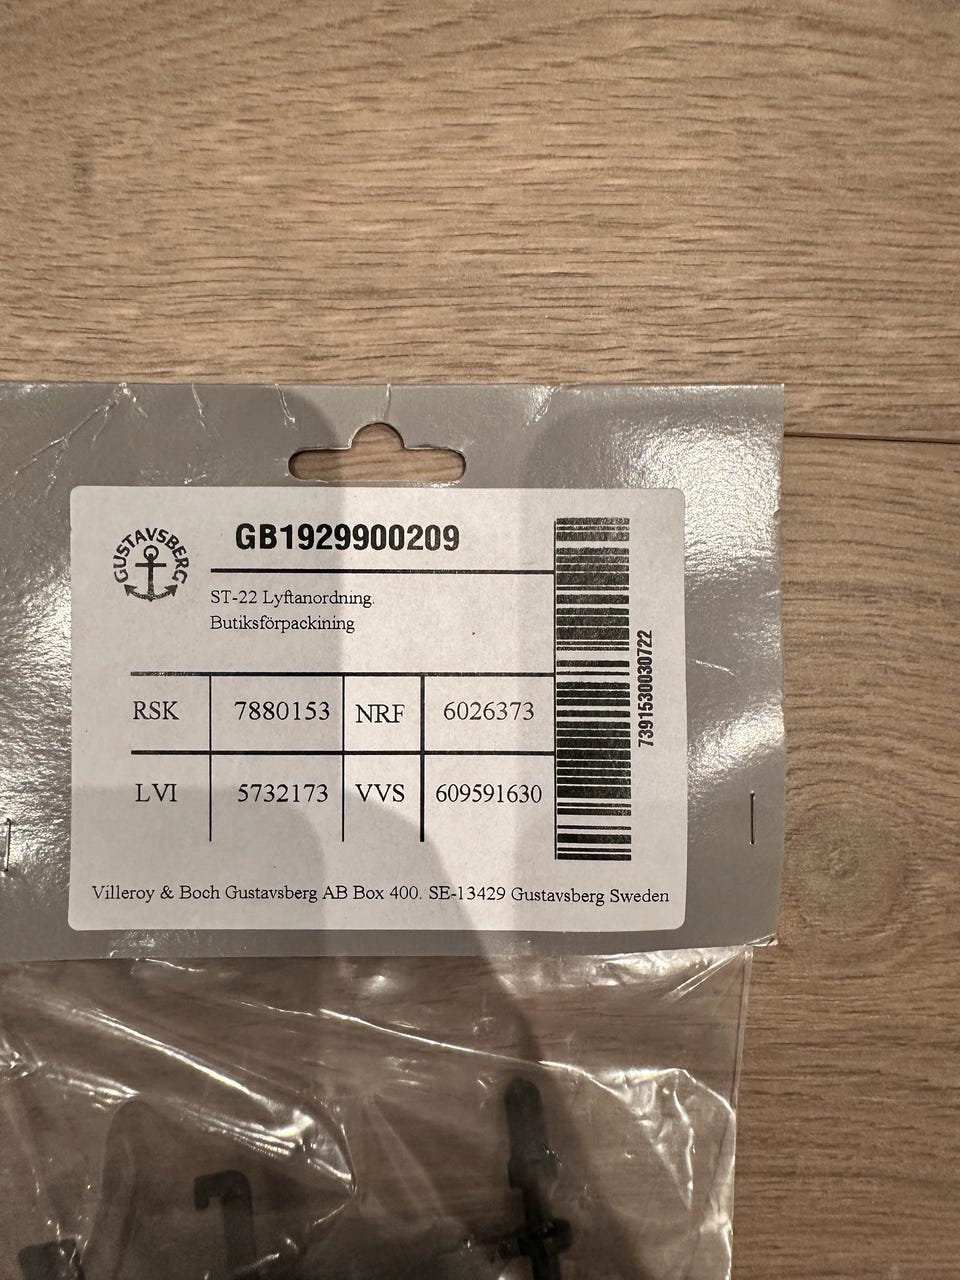 GUSTAVSBERG
GB1929900209
ST-22 Lyftanordning.
Butiksförpackining
RSK 7880153 NRF 6026373
LVI 5732173 VVS 609591630
7391530030722
Villeroy & Boch Gustavsberg AB Box 400. SE-13429 Gustavsberg Sweden